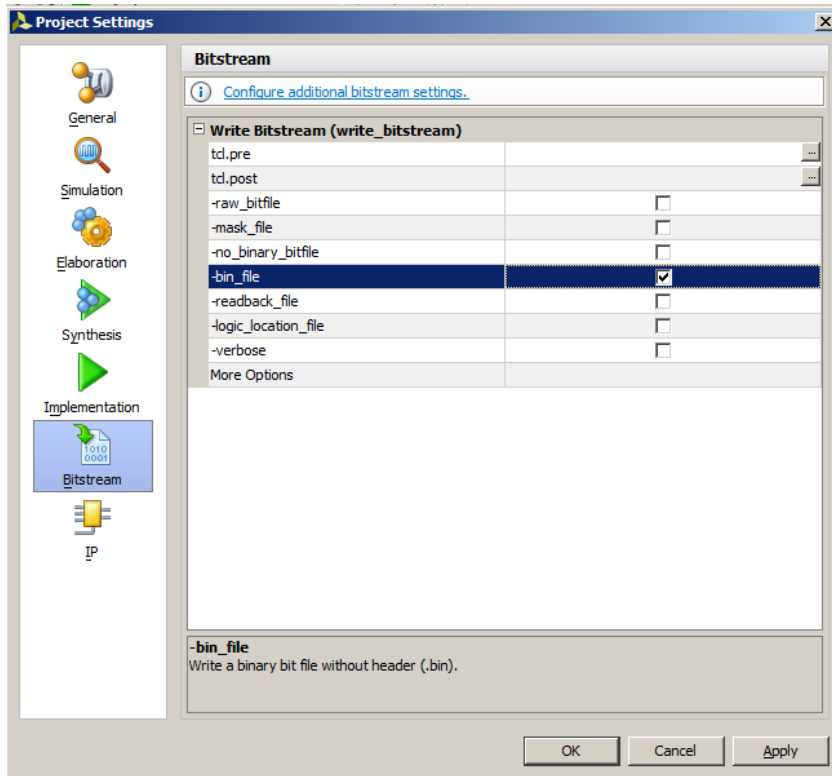 Project Settings
General
Simulation
Elaboration
Synthesis
Implementation
1010
0001
Bitstream
IP
Bitstream
Configure additional bitstream settings.
Write Bitstream (write_bitstream)
tcl.pre
...
tcl.post
...
-raw_bitfile
-mask_file
-no_binary_bitfile
-bin_file
-readback_file
-logic_location_file
-verbose
More Options
-bin_file
Write a binary bit file without header (.bin).
OK
Cancel
Apply